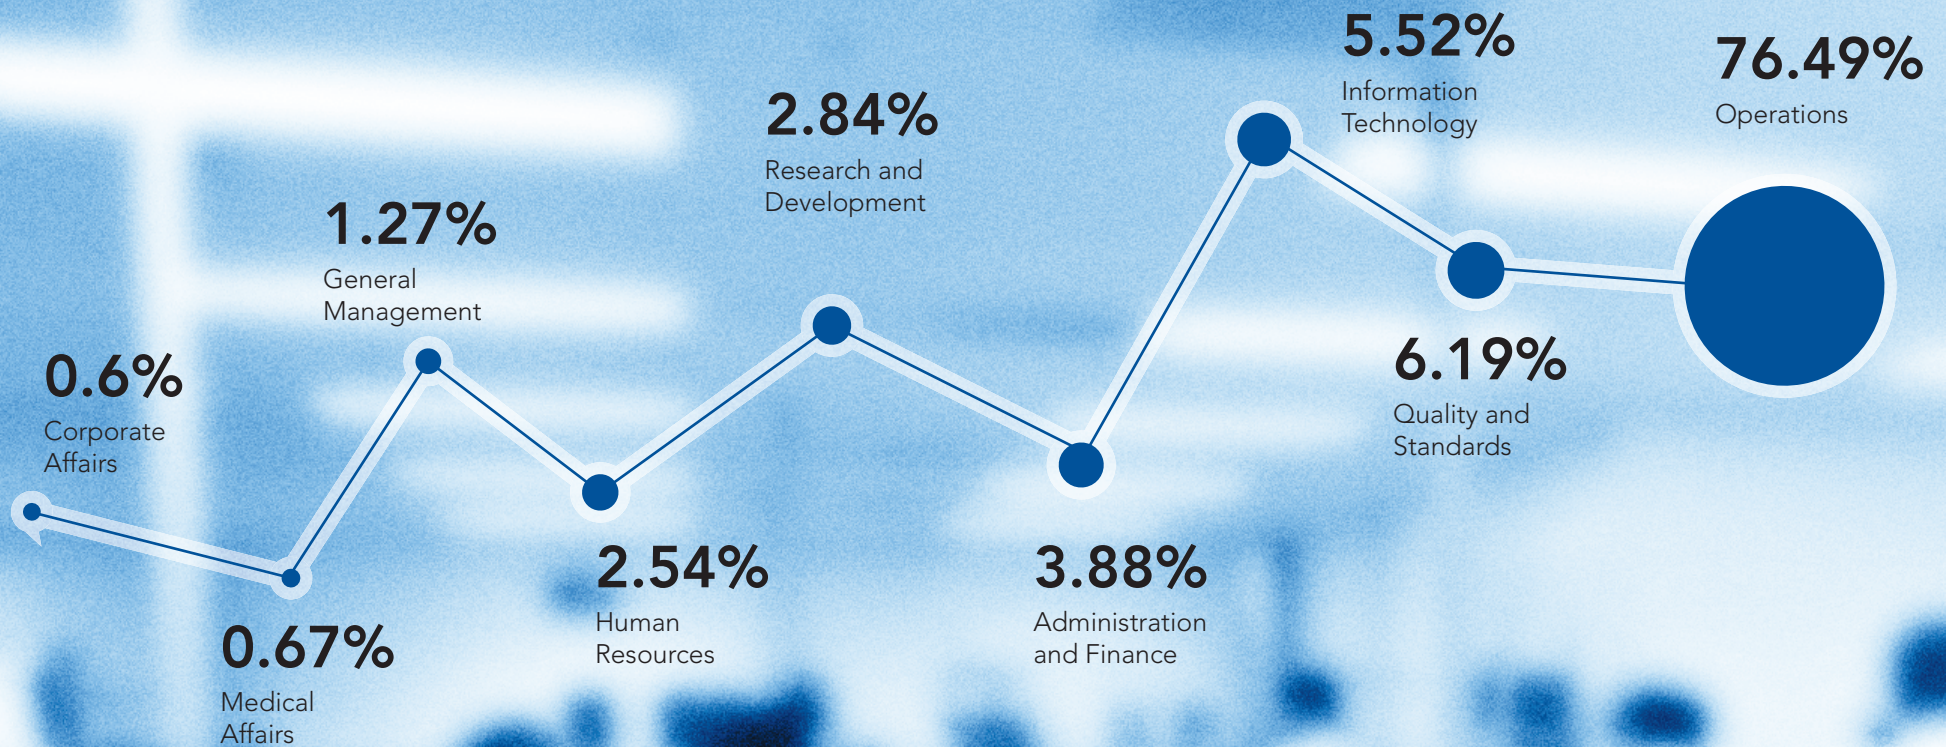 0.6%
Corporate
Affairs
0.67%
Medical
Affairs
1.27%
General
Management
2.54%
Human
Resources
2.84%
Research and
Development
3.88%
Administration
and Finance
5.52%
Information
Technology
6.19%
Quality and
Standards
76.49%
Operations